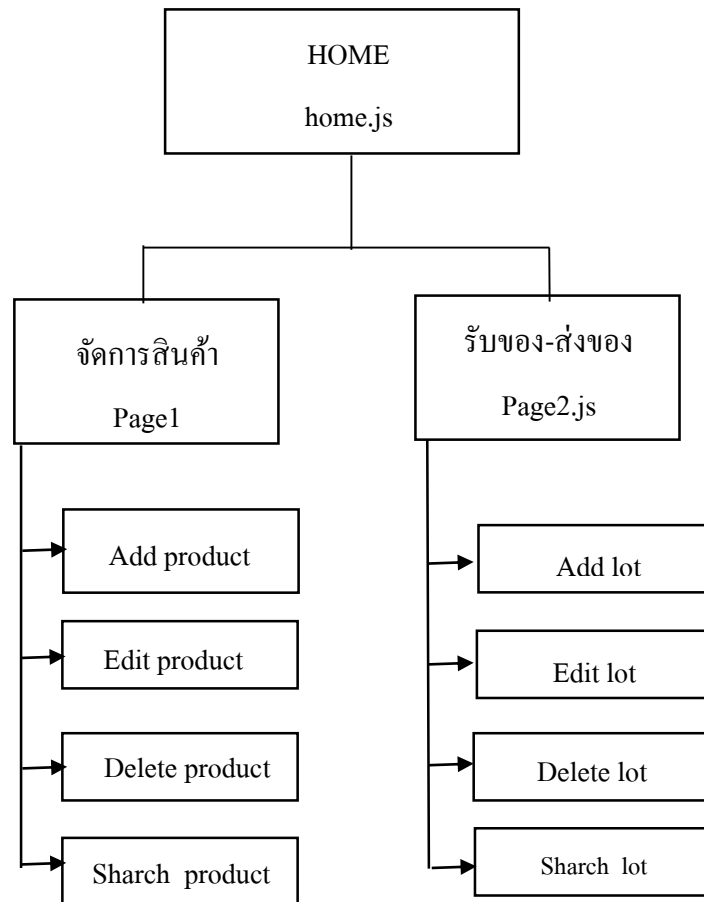 HOME
home.js
จัดการสินค้า
Page1
Add product
Edit product
Delete product
Sharch product
รับของ-ส่งของ
Page2.js
Add lot
Edit lot
Delete lot
Sharch lot